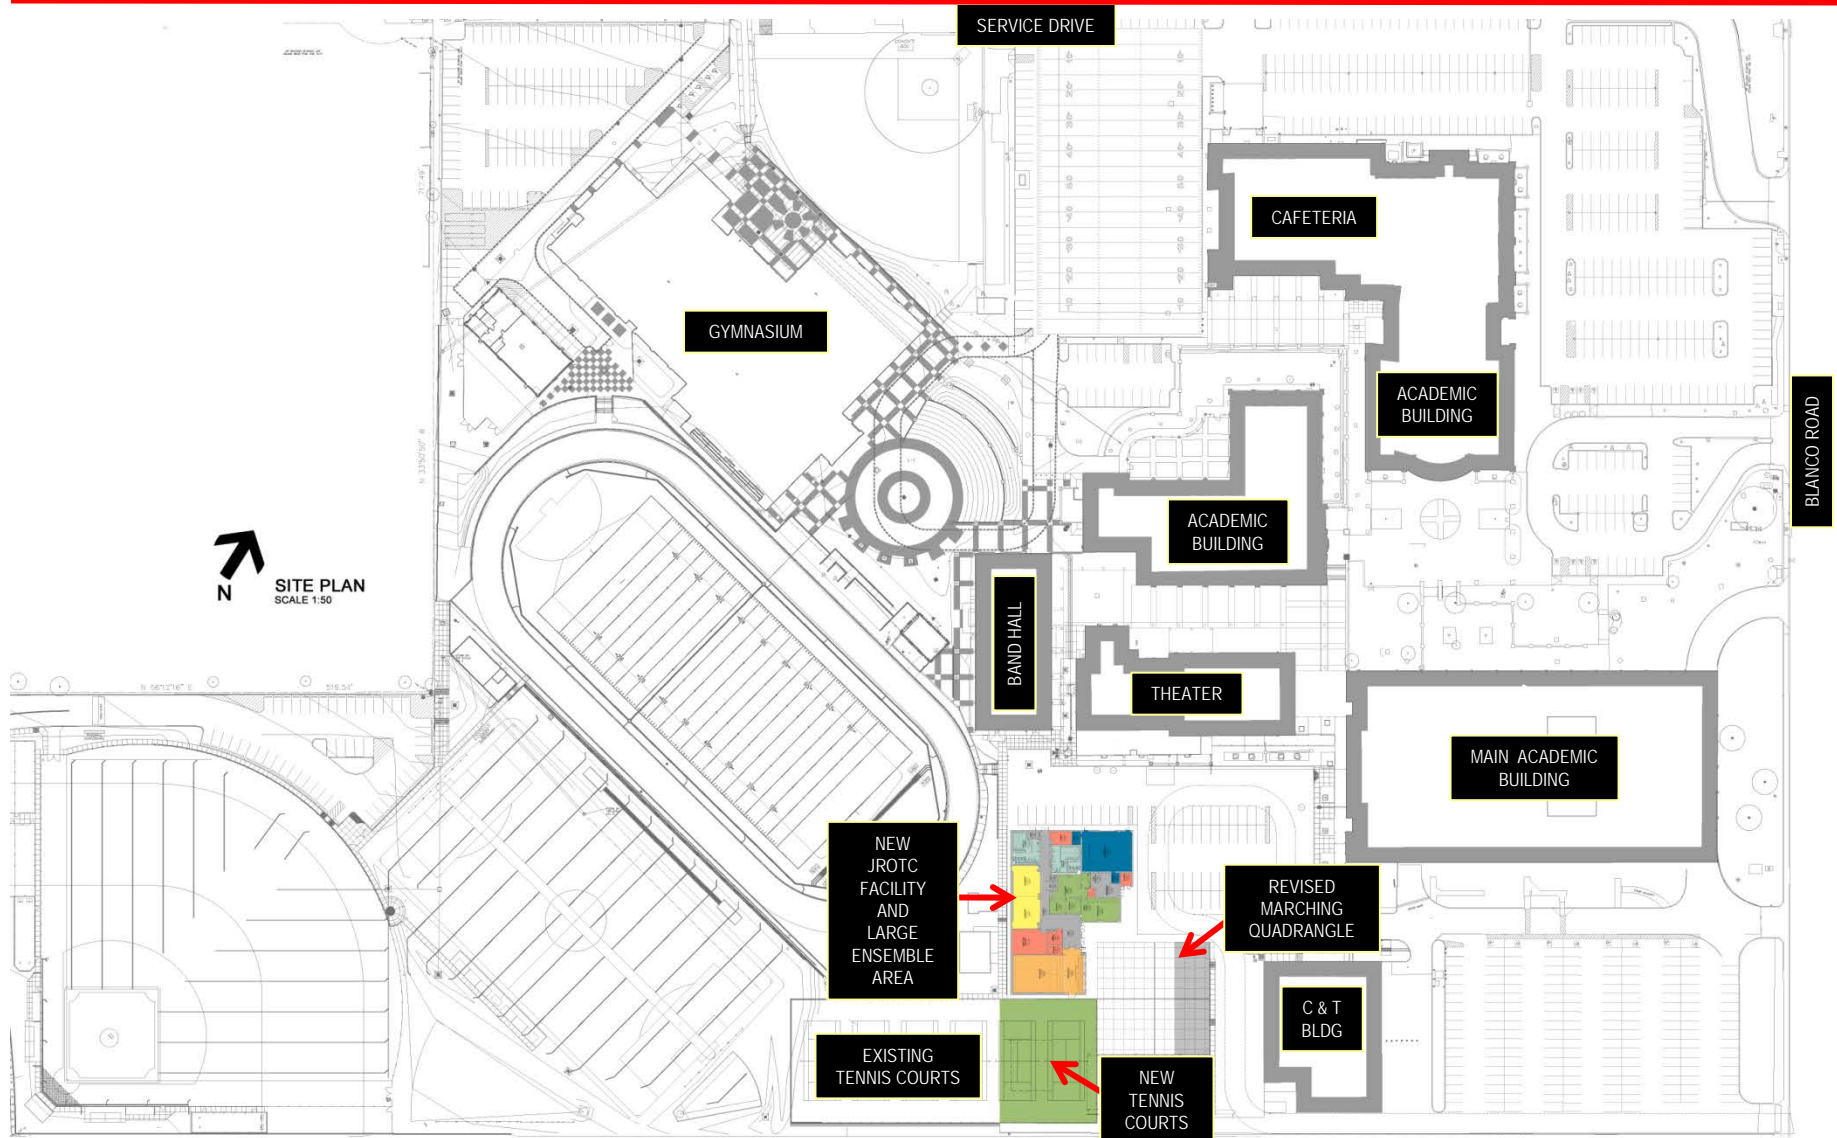 SERVICE DRIVE
CAFETERIA
GYMNASIUM
ACADEMIC
BUILDING
BLANCO ROAD
ACADEMIC
BUILDING
N
SITE PLAN
SCALE 1:50
BAND HALL
THEATER
MAIN ACADEMIC
BUILDING
NEW
JROTC
FACILITY
AND
LARGE
ENSEMBLE
AREA
REVISED
MARCHING
QUADRANGLE
C & T
BLDG
EXISTING
TENNIS COURTS
NEW
TENNIS
COURTS